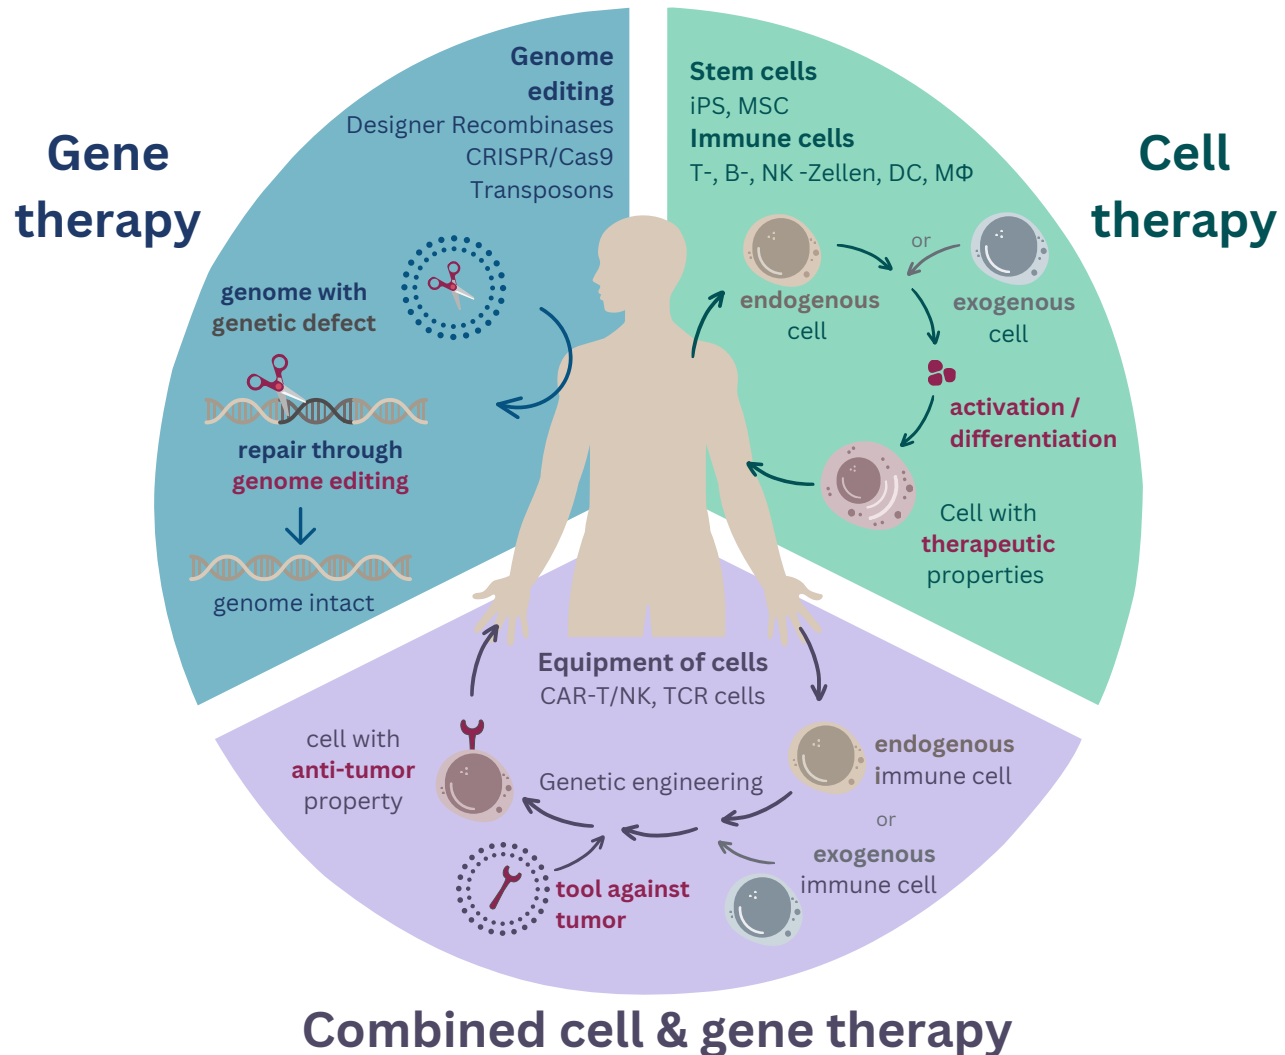 Gene
therapy
Genome
editing
Designer Recombinases
CRISPR/Cas9
Transposons
genome with
genetic defect
repair through
genome editing
genome intact
Cell
therapy
Stem cells
iPS, MSC
Immune cells
T-, B-, NK -Zellen, DC, MΦ
or
endogenous
cell
exogenous
cell
activation /
differentiation
Cell with
therapeutic
properties
Equipment of cells
CAR-T/NK, TCR cells
cell with
anti-tumor
property
Genetic engineering
endogenous
immune cell
or
exogenous
immune cell
tool against
tumor
Combined cell & gene therapy